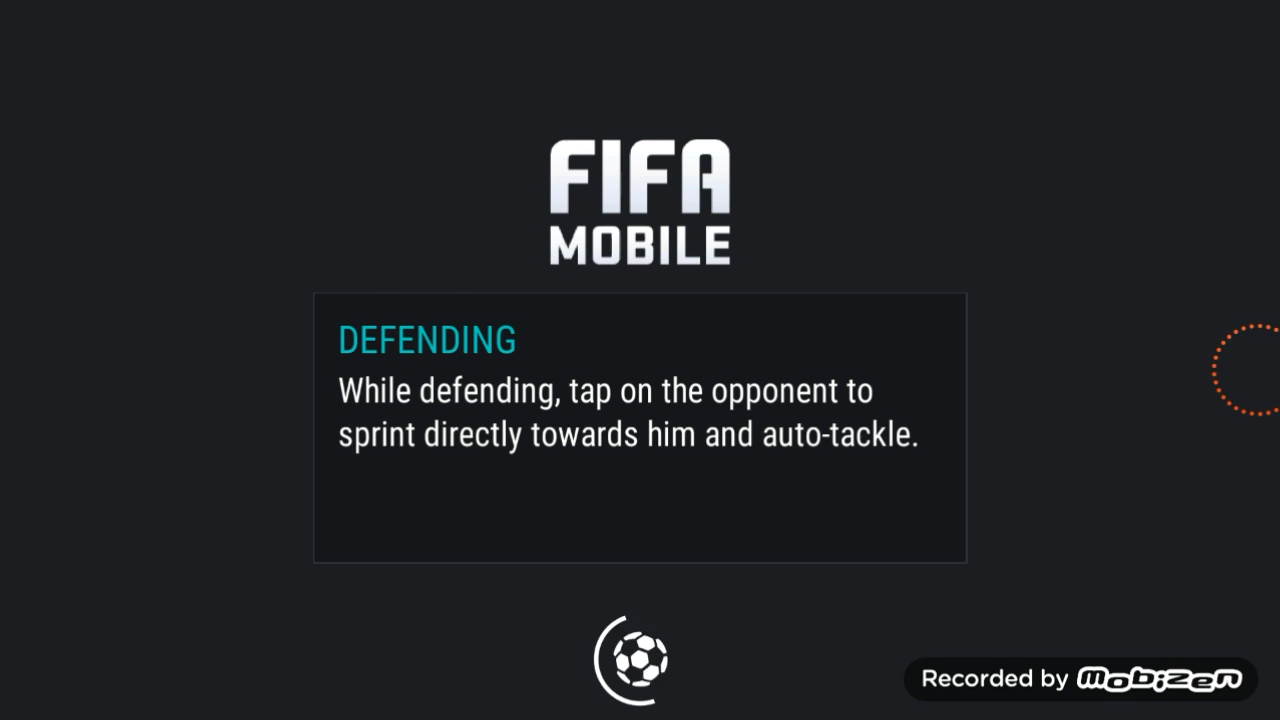 FIFA
MOBILE
DEFENDING
While defending, tap on the opponent to
sprint directly towards him and auto-tackle.
Recorded by mobizen